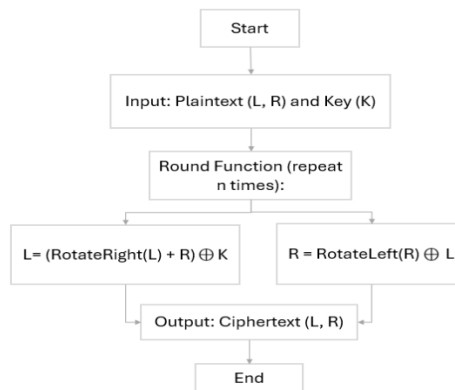 Start
Input: Plaintext (L, R) and Key (K)
Round Function (repeat
n times):
L= (RotateRight(L) + R) ⊕ K
R = RotateLeft(R) ⊕ L
Output: Ciphertext (L, R)
End